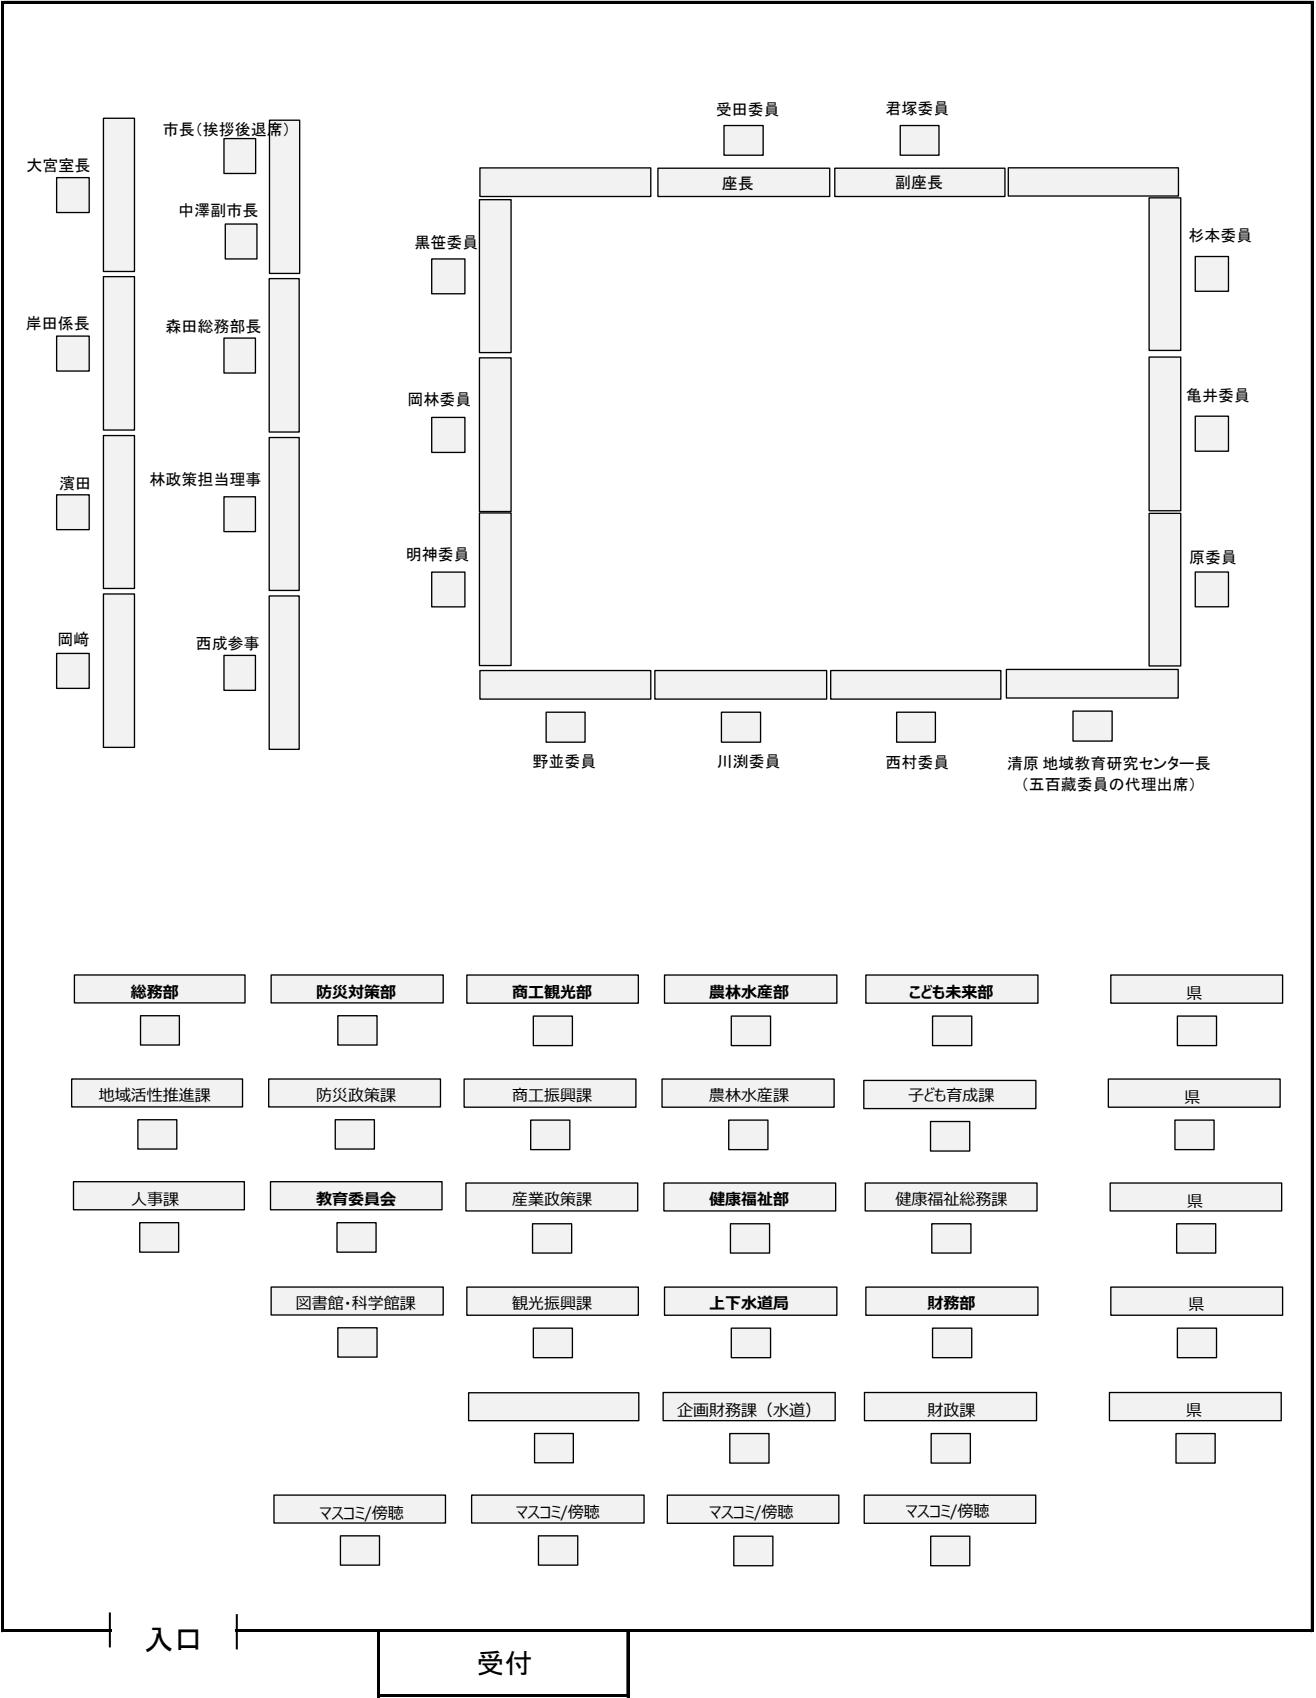 受田委員
君塚委員
座長
副座長
市長（挨拶後退席）
大宮室長
中澤副市長
黒笹委員
杉本委員
岸田係長
森田総務部長
岡林委員
亀井委員
濱田
林政策担当理事
明神委員
原委員
岡﨑
西成参事
野並委員
川渕委員
西村委員
清原 地域教育研究センター長
（五百藏委員の代理出席）
総務部
防災対策部
商工観光部
農林水産部
こども未来部
県
地域活性推進課
防災政策課
商工振興課
農林水産課
子ども育成課
県
人事課
教育委員会
産業政策課
健康福祉部
健康福祉総務課
県
図書館・科学館課
観光振興課
上下水道局
財務部
県
企画財務課（水道）
財政課
県
マスコミ/傍聴
マスコミ/傍聴
マスコミ/傍聴
マスコミ/傍聴
入口
受付